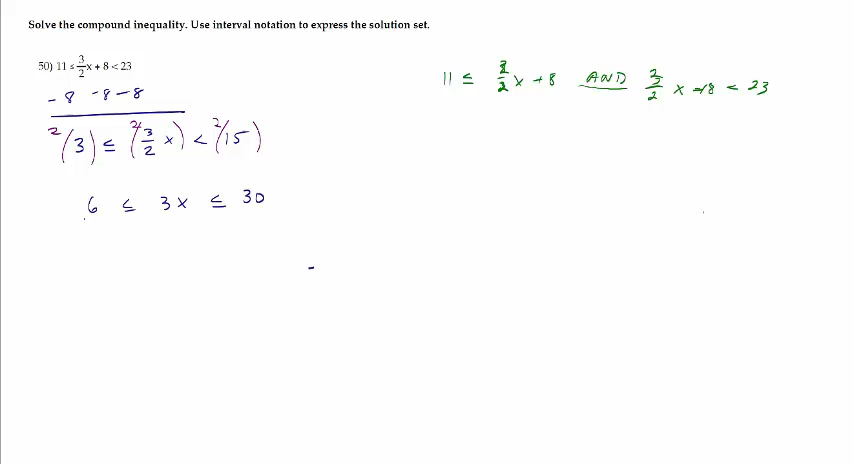 Solve the compound inequality. Use interval notation to express the solution set.
50) 11 ≤ 3/2 x + 8 < 23
- 8 - 8 - 8
2(3) ≤ 2(3/2 x) < 2(15)
6 ≤ 3x ≤ 30
11 ≤ 3/2 x + 8 AND 3/2 x + 8 < 23